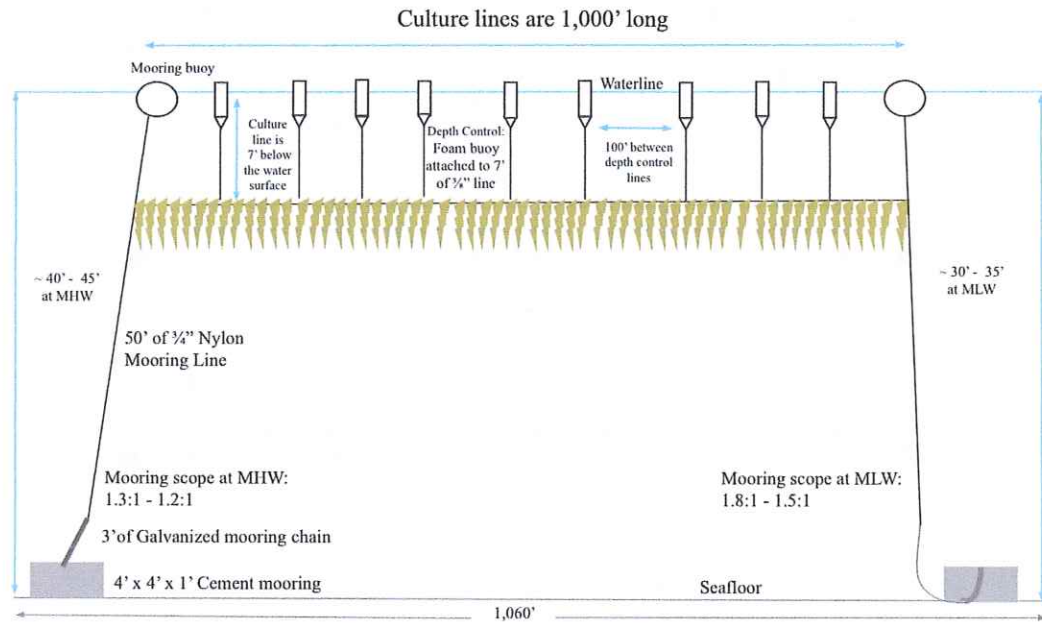 Culture lines are 1,000’ long
Mooring buoy
Waterline
Culture
line is
7’ below
the water
surface
Depth Control:
Foam buoy
attached to 7’
of ⅜” line
100’ between
depth control
lines
~ 40’ - 45’
at MHW
~ 30’ - 35’
at MLW
50’ of ¾” Nylon
Mooring Line
Mooring scope at MHW:
1.3:1 - 1.2:1
Mooring scope at MLW:
1.8:1 - 1.5:1
3’of Galvanized mooring chain
4’ x 4’ x 1’ Cement mooring
Seafloor
1,060’